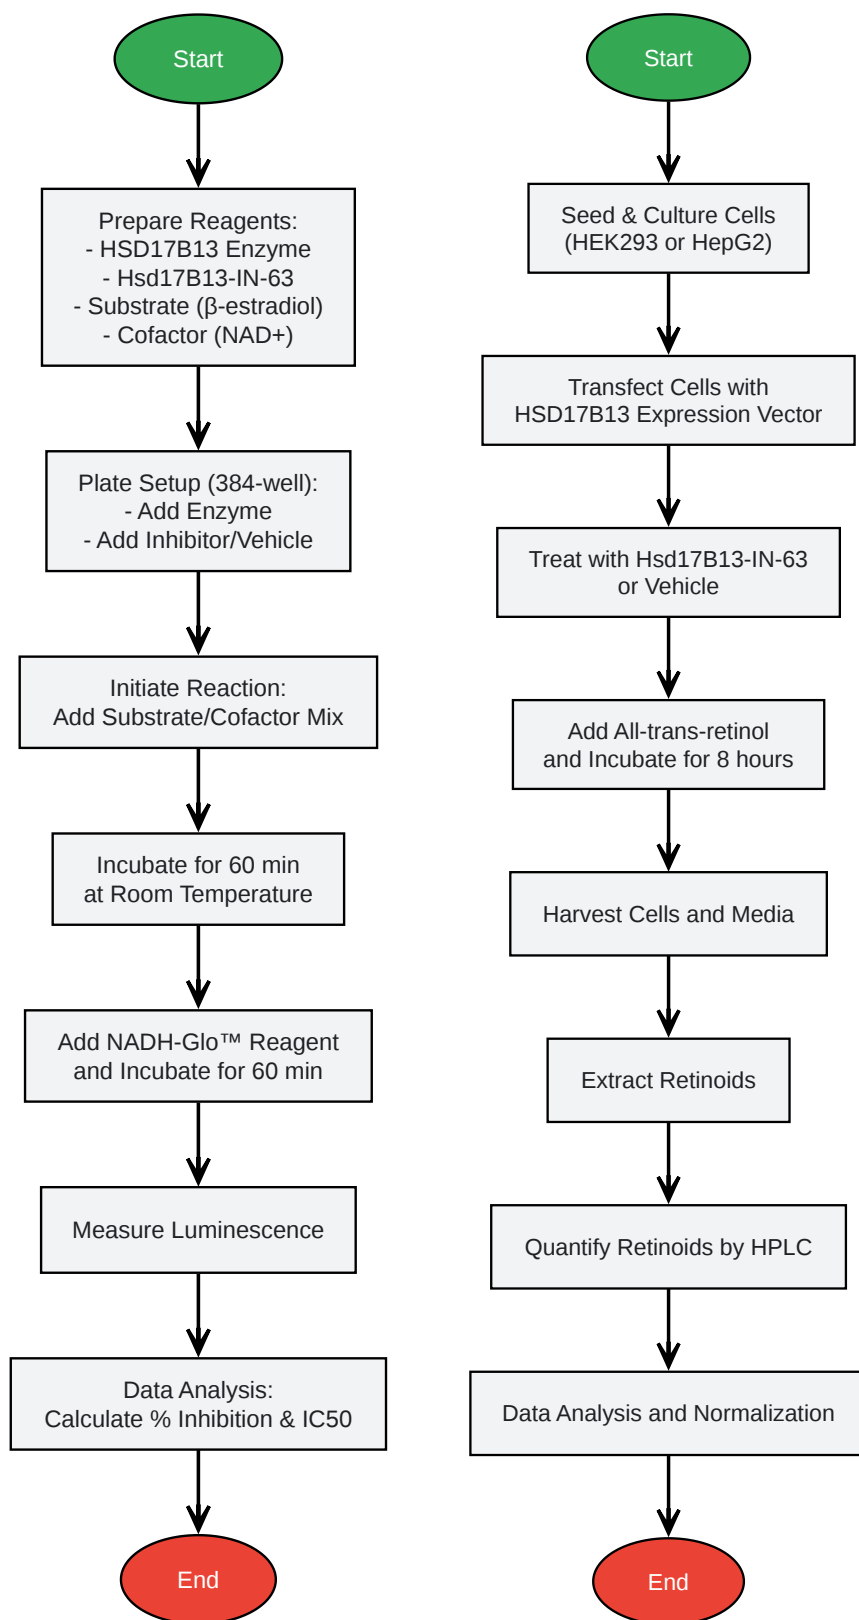 Start
Prepare Reagents:
- HSD17B13 Enzyme
- Hsd17B13-IN-63
- Substrate (β-estradiol)
- Cofactor (NAD+)
Plate Setup (384-well):
- Add Enzyme
- Add Inhibitor/Vehicle
Initiate Reaction:
Add Substrate/Cofactor Mix
Incubate for 60 min
at Room Temperature
Add NADH-Glo™ Reagent
and Incubate for 60 min
Measure Luminescence
Data Analysis:
Calculate % Inhibition & IC50
End
Start
Seed & Culture Cells
(HEK293 or HepG2)
Transfect Cells with
HSD17B13 Expression Vector
Treat with Hsd17B13-IN-63
or Vehicle
Add All-trans-retinol
and Incubate for 8 hours
Harvest Cells and Media
Extract Retinoids
Quantify Retinoids by HPLC
Data Analysis and Normalization
End